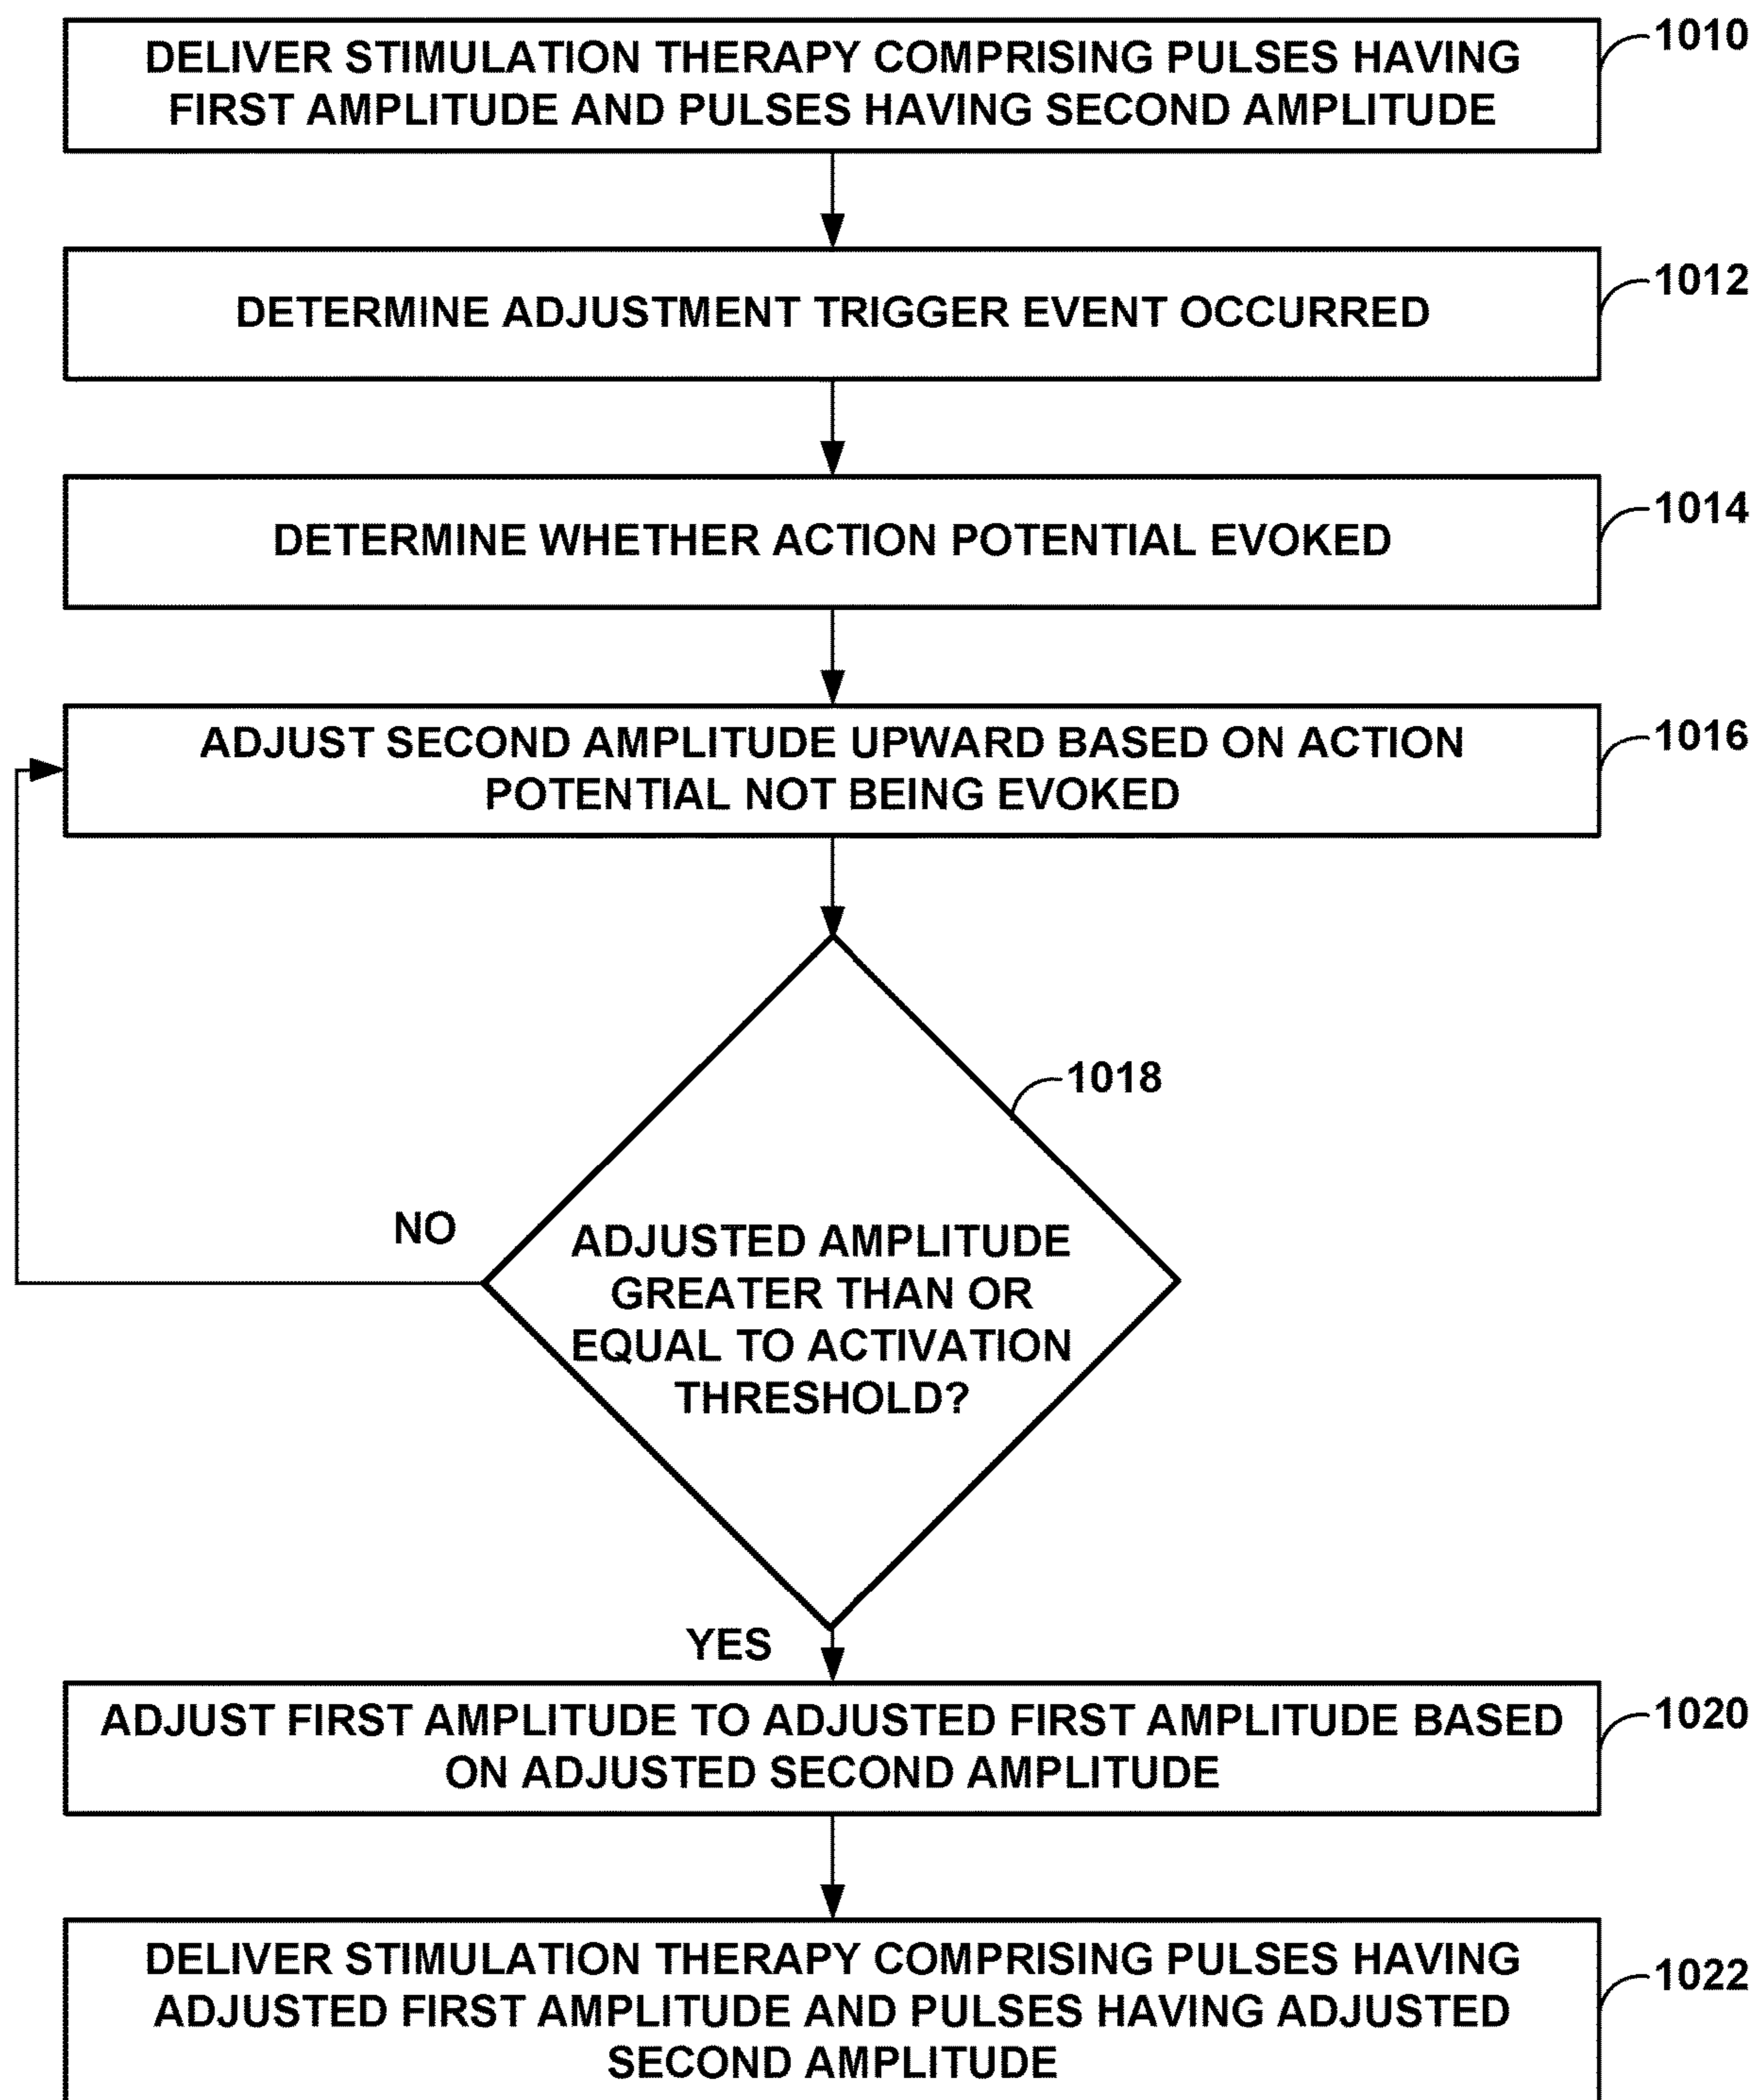 DELIVER STIMULATION THERAPY COMPRISING PULSES HAVING
FIRST AMPLITUDE AND PULSES HAVING SECOND AMPLITUDE
1010
DETERMINE ADJUSTMENT TRIGGER EVENT OCCURRED
1012
DETERMINE WHETHER ACTION POTENTIAL EVOKED
1014
ADJUST SECOND AMPLITUDE UPWARD BASED ON ACTION
POTENTIAL NOT BEING EVOKED
1016
1018
NO
ADJUSTED AMPLITUDE
GREATER THAN OR
EQUAL TO ACTIVATION
THRESHOLD?
YES
ADJUST FIRST AMPLITUDE TO ADJUSTED FIRST AMPLITUDE BASED
ON ADJUSTED SECOND AMPLITUDE
1020
DELIVER STIMULATION THERAPY COMPRISING PULSES HAVING
ADJUSTED FIRST AMPLITUDE AND PULSES HAVING ADJUSTED
SECOND AMPLITUDE
1022